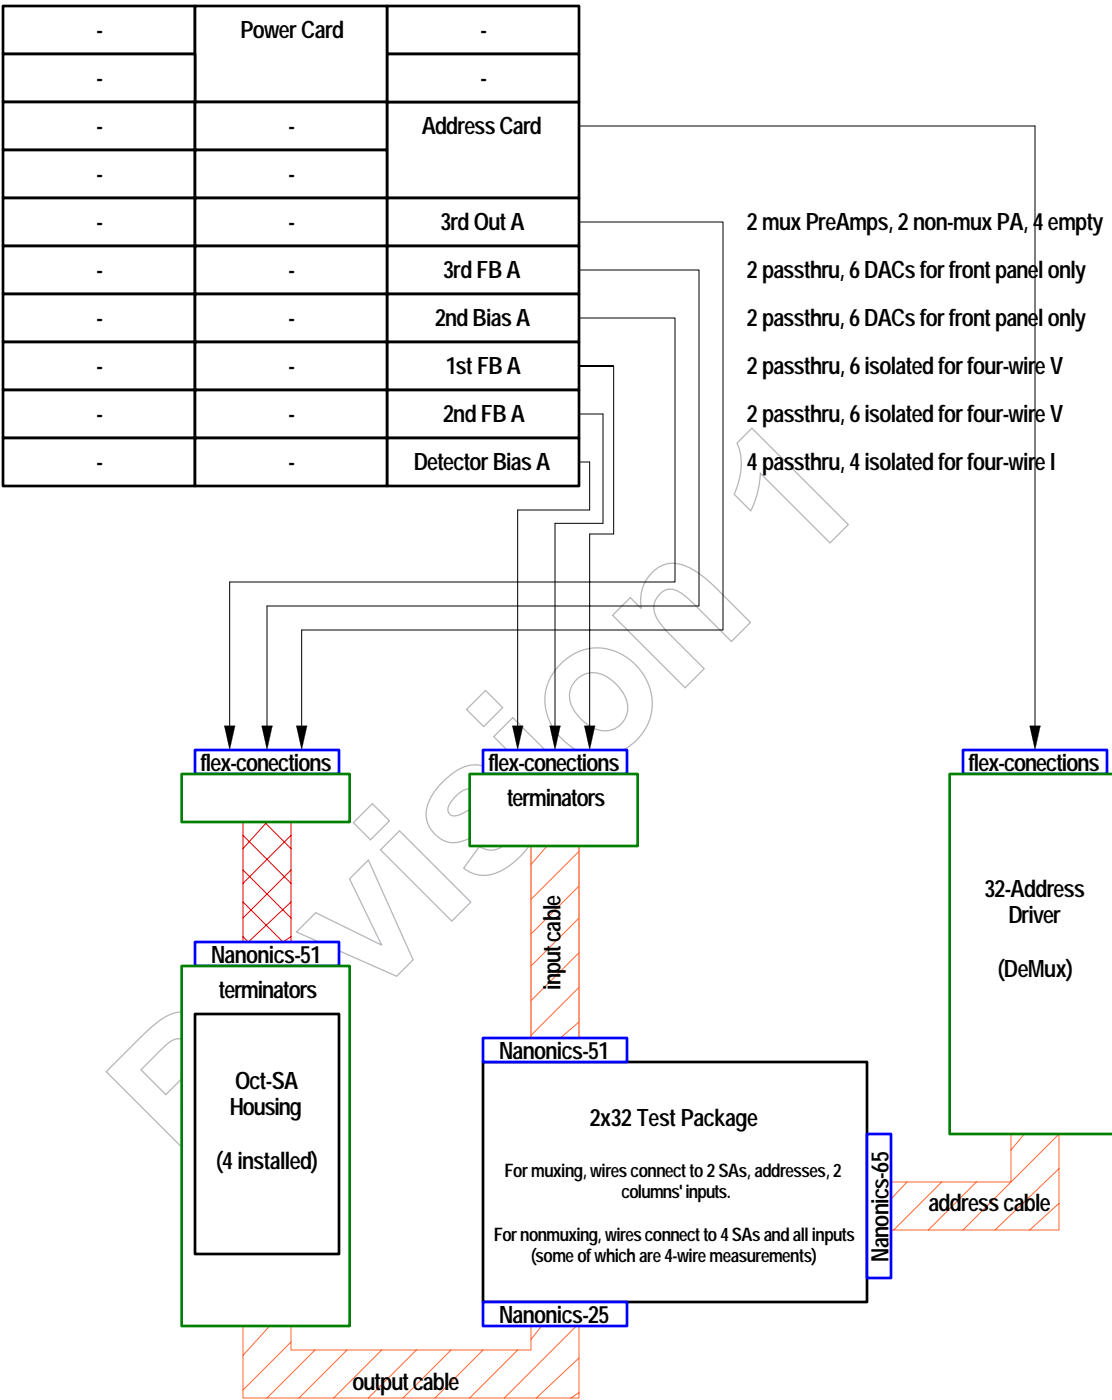 - Power Card -
- -
- - Address Card
- -
- - 3rd Out A 2 mux PreAmps, 2 non-mux PA, 4 empty
- - 3rd FB A 2 passthru, 6 DACs for front panel only
- - 2nd Bias A 2 passthru, 6 DACs for front panel only
- - 1st FB A 2 passthru, 6 isolated for four-wire V
- - 2nd FB A 2 passthru, 6 isolated for four-wire V
- - Detector Bias A 4 passthru, 4 isolated for four-wire I
Revision 1
flex-conections
flex-conections
terminators
flex-conections
input cable
32-Address
Driver
(DeMux)
Nanonics-51
terminators
Oct-SA
Housing
(4 installed)
Nanonics-51
2x32 Test Package
For muxing, wires connect to 2 SAs, addresses, 2
columns' inputs.
For nonmuxing, wires connect to 4 SAs and all inputs
(some of which are 4-wire measurements)
Nanonics-65
address cable
Nanonics-25
output cable